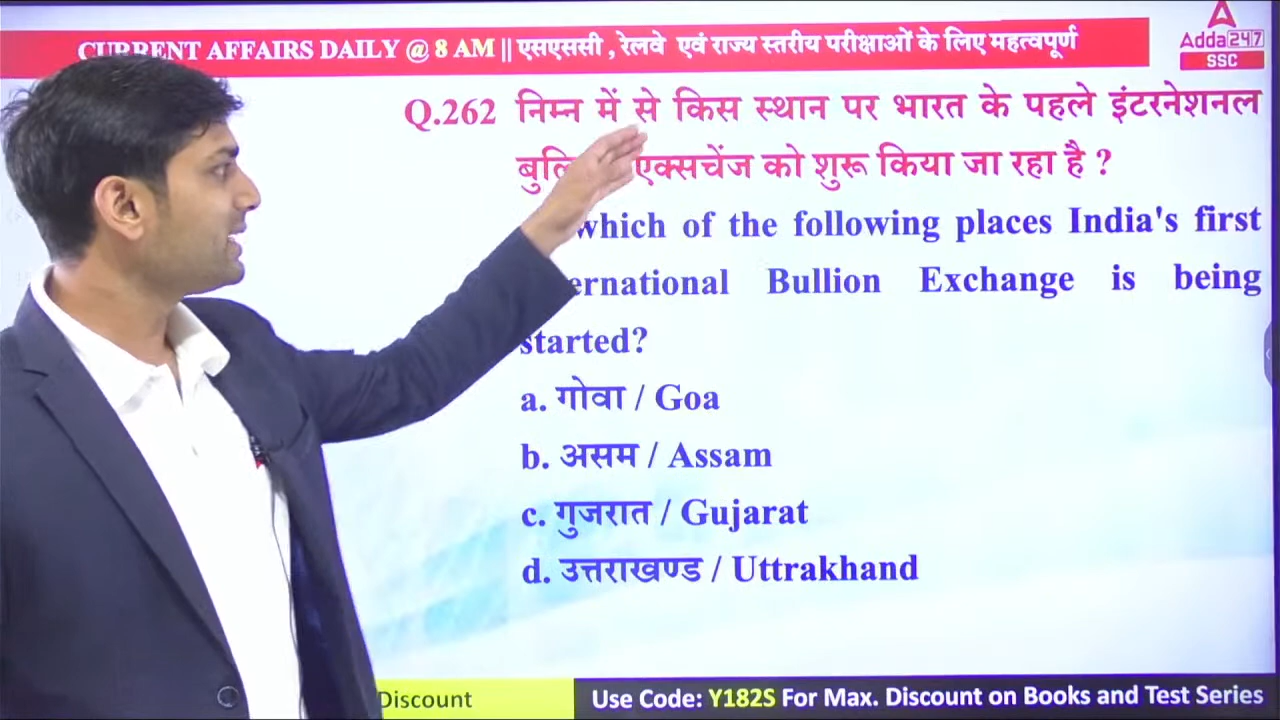 CURRENT AFFAIRS DAILY @ 8 AM || एसएससी , रेलवे एवं राज्य स्तरीय परीक्षाओं के लिए महत्वपूर्ण
Adda247
SSC
Q.262 निम्न में से किस स्थान पर भारत के पहले इंटरनेशनल
एक्सचेंज को शुरू किया जा रहा है ?
which of the following places India's first
Bullion Exchange is being
started?
a. गोवा / Goa
b. असम / Assam
c. गुजरात / Gujarat
d. उत्तराखण्ड / Uttrakhand
Discount
Use Code: Y182S For Max. Discount on Books and Test Series